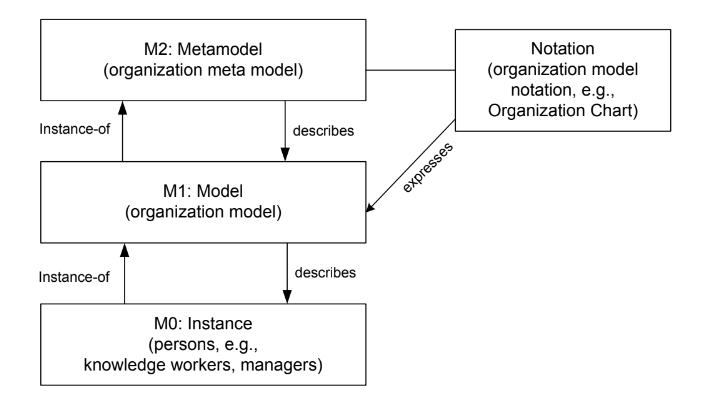 M2: Metamodel
(organization meta model)
Notation
(organization model
notation, e.g.,
Organization Chart)
Instance-of
describes
expresses
M1: Model
(organization model)
Instance-of
describes
M0: Instance
(persons, e.g.,
knowledge workers, managers)